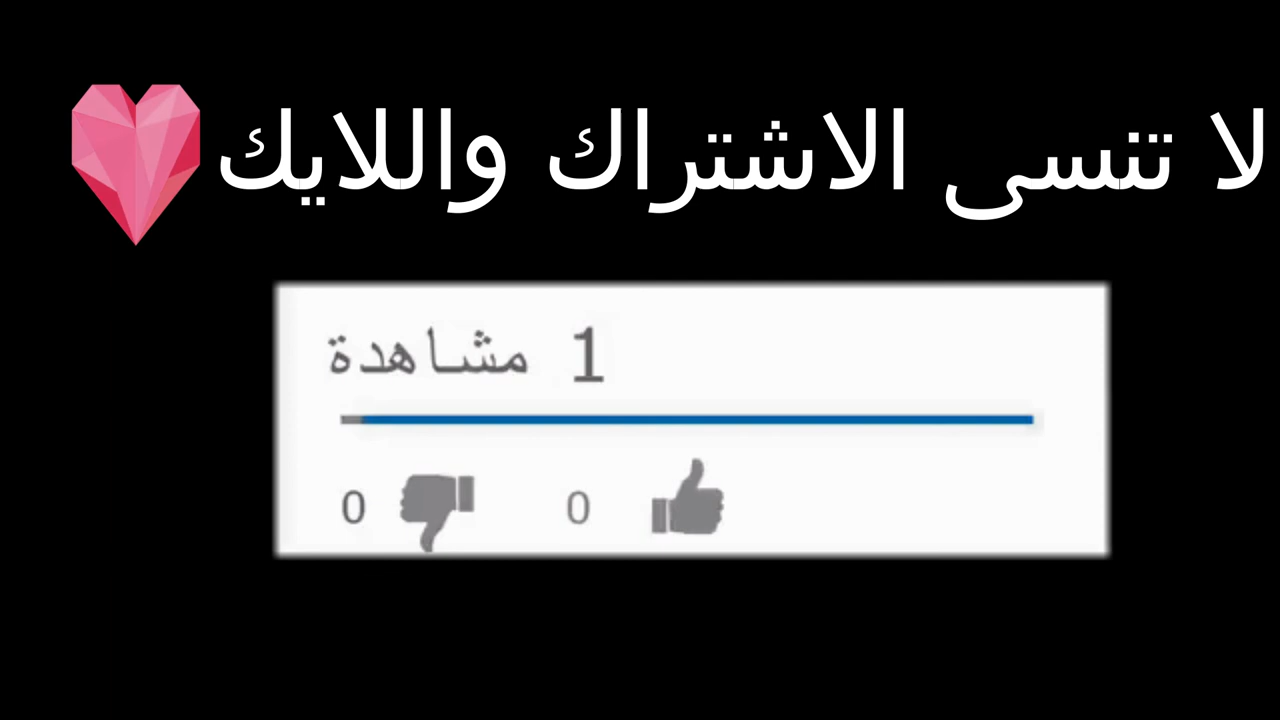 لا تنسى الاشتراك واللايك
1 مشاهدة
0 0